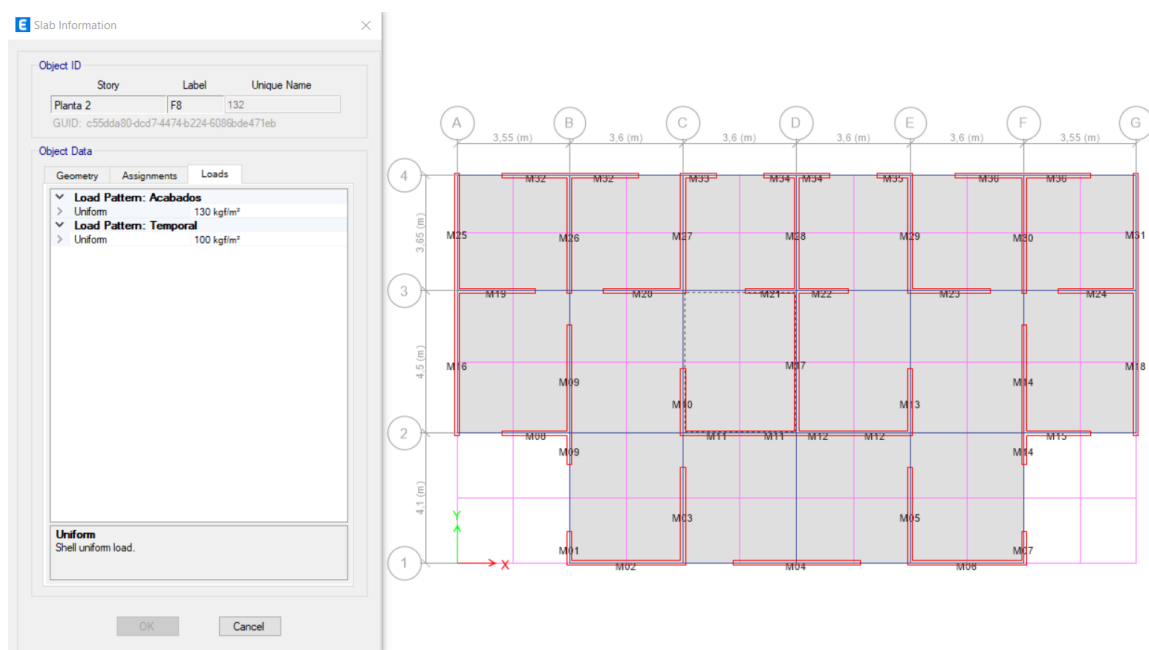 E Slab Information
Object ID
Story Label Unique Name
Planta 2 F8 132
GUID: c55dda80-dcd7-4474-b224-6086bde471eb
Object Data
Geometry Assignments Loads
Load Pattern: Acabados
Uniform 130 kgf/m²
Load Pattern: Temporal
Uniform 100 kgf/m²
Uniform
Shell uniform load.
OK Cancel
A B C D E F G
3,55 (m) 3,6 (m) 3,6 (m) 3,6 (m) 3,6 (m) 3,55 (m)
4
M32 M32 M33 M34 M34 M35 M36 M36
3,65 (m)
M25 M26 M27 M28 M29 M30 M31
3
M19 M20 M21 M22 M23 M24
4,5 (m)
M16 M17 M18
M09 M14
M10 M13
2
M08 M11 M11 M12 M12 M15
M09 M14
4,1 (m)
Y
M03 M05
M01 M07
1
X
M02 M04 M06